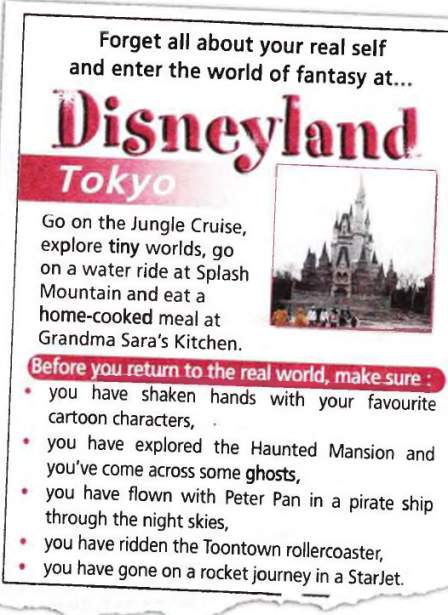 Forget all about your real self
and enter the world of fantasy at...
Disneyland
Tokyo
Go on the Jungle Cruise,
explore tiny worlds, go
on a water ride at Splash
Mountain and eat a
home-cooked meal at
Grandma Sara's Kitchen.
Before you return to the real world, make sure :
• you have shaken hands with your favourite
cartoon characters,
• you have explored the Haunted Mansion and
you've come across some ghosts,
• you have flown with Peter Pan in a pirate ship
through the night skies,
• you have ridden the Toontown rollercoaster,
• you have gone on a rocket journey in a StarJet.